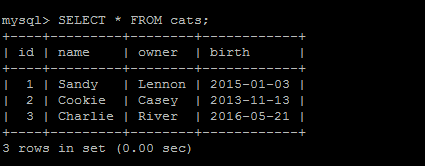 mysql> SELECT * FROM cats;
+----+---------+--------+------------+
| id | name    | owner  | birth      |
+----+---------+--------+------------+
|  1 | Sandy   | Lennon | 2015-01-03 |
|  2 | Cookie  | Casey  | 2013-11-13 |
|  3 | Charlie | River  | 2016-05-21 |
+----+---------+--------+------------+
3 rows in set (0.00 sec)